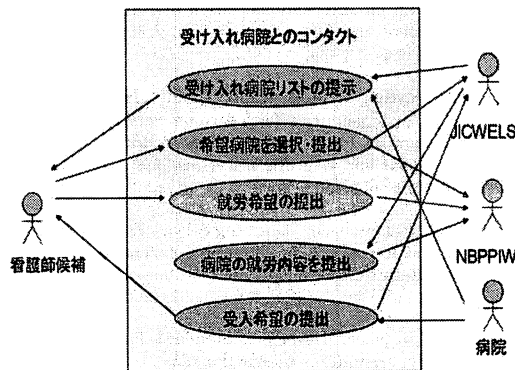 受け入れ病院とのコンタクト
受け入れ病院リストの提示
希望病院を選択・提出
JICWELS
就労希望の提出
看護師候補
NBPPIW
病院の就労内容を提出
受入希望の提出
病院